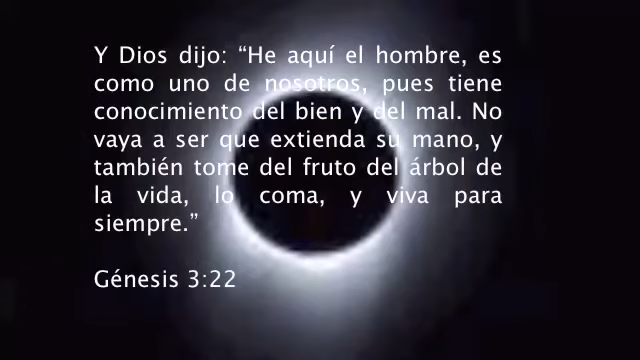 Y Dios dijo: “He aquí el hombre, es
como uno de nosotros, pues tiene
conocimiento del bien y del mal. No
vaya a ser que extienda su mano, y
también tome del fruto del árbol de
la vida, lo coma, y viva para
siempre.”
Génesis 3:22